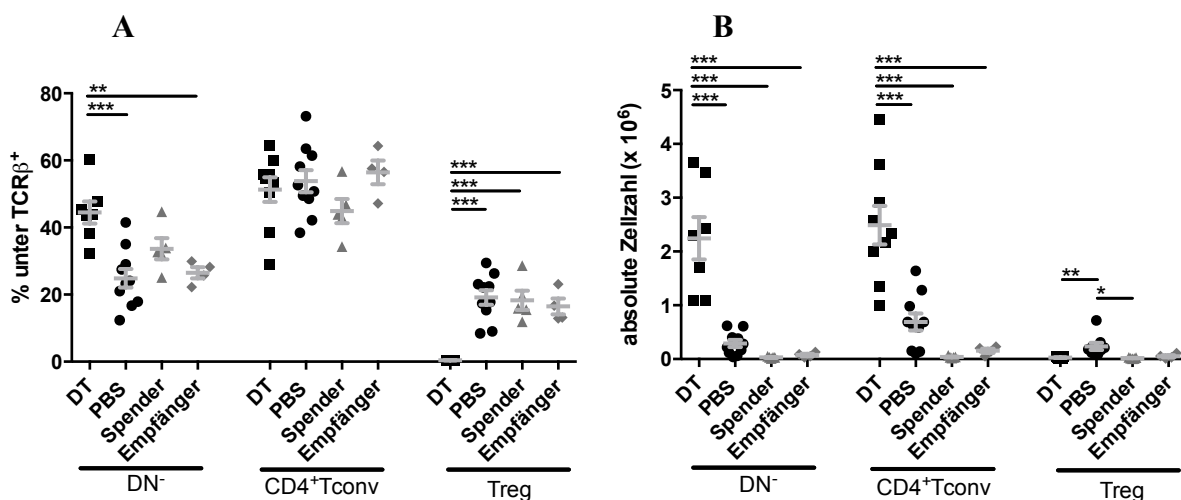 A
B
% unter TCRβ⁺
80
60
40
20
0
**
***
***
***
***
DT
PBS
Spender
Empfänger
DT
PBS
Spender
Empfänger
DT
PBS
Spender
Empfänger
DN⁻
CD4⁺Tconv
Treg
absolute Zellzahl (x 10⁶)
5
4
3
2
1
0
***
***
***
***
***
***
**
*
DT
PBS
Spender
Empfänger
DT
PBS
Spender
Empfänger
DT
PBS
Spender
Empfänger
DN⁻
CD4⁺Tconv
Treg